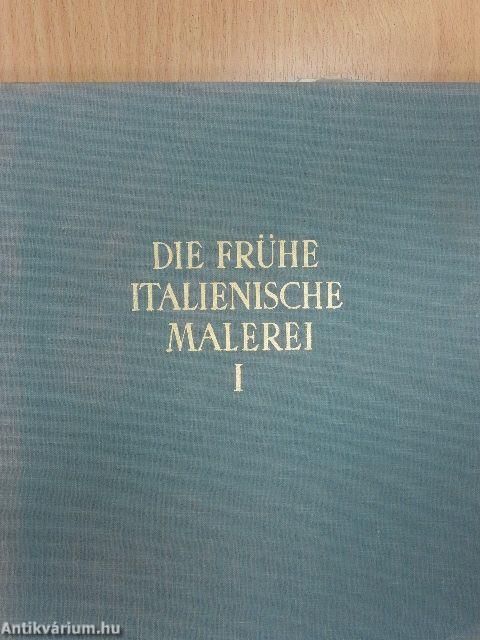 DIE FRÜHE
ITALIENISCHE
MALEREI
I
Antikvárium.hu